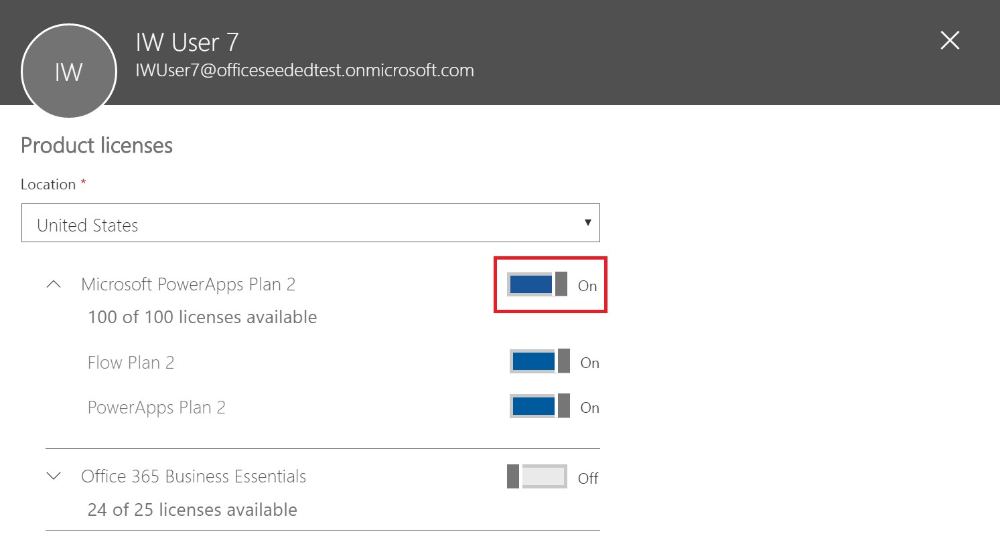 IW
IW User 7
IWUser7@officeseededtest.onmicrosoft.com
Product licenses
Location *
United States
Microsoft PowerApps Plan 2
On
100 of 100 licenses available
Flow Plan 2
On
PowerApps Plan 2
On
Office 365 Business Essentials
Off
24 of 25 licenses available